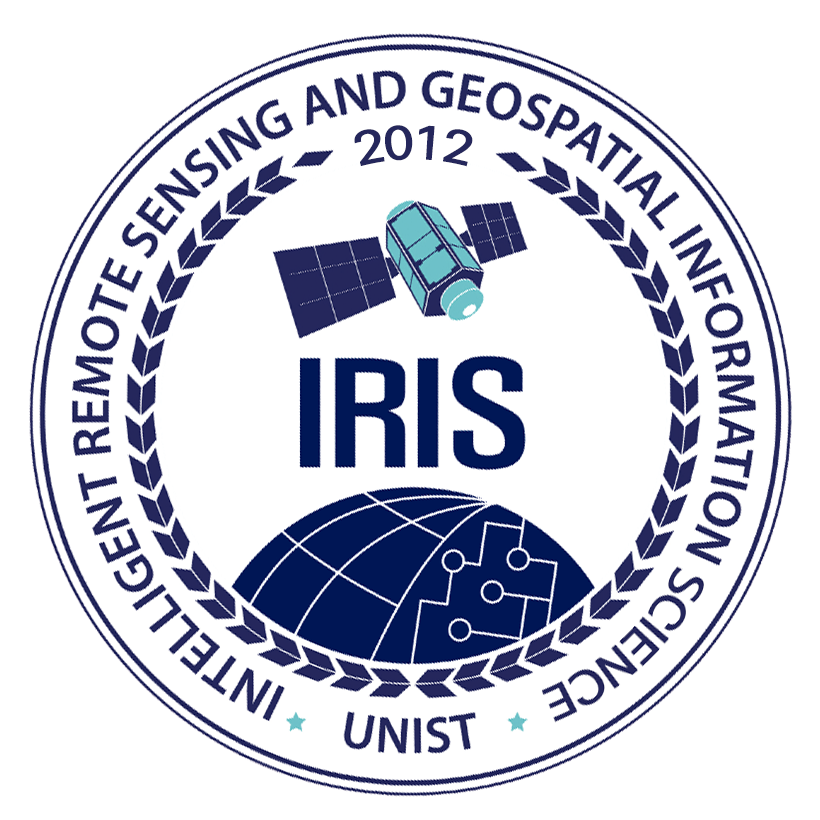 INTELLIGENT REMOTE SENSING AND GEOSPATIAL INFORMATION SCIENCE
2012
IRIS
UNIST